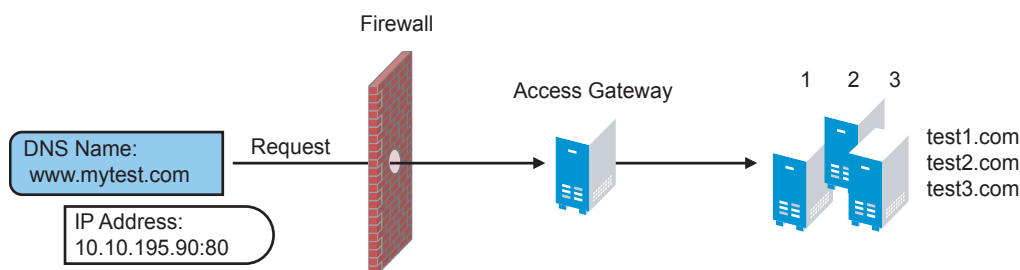 Firewall
Access Gateway
1 2 3
DNS Name:
www.mytest.com
Request
test1.com
test2.com
test3.com
IP Address:
10.10.195.90:80